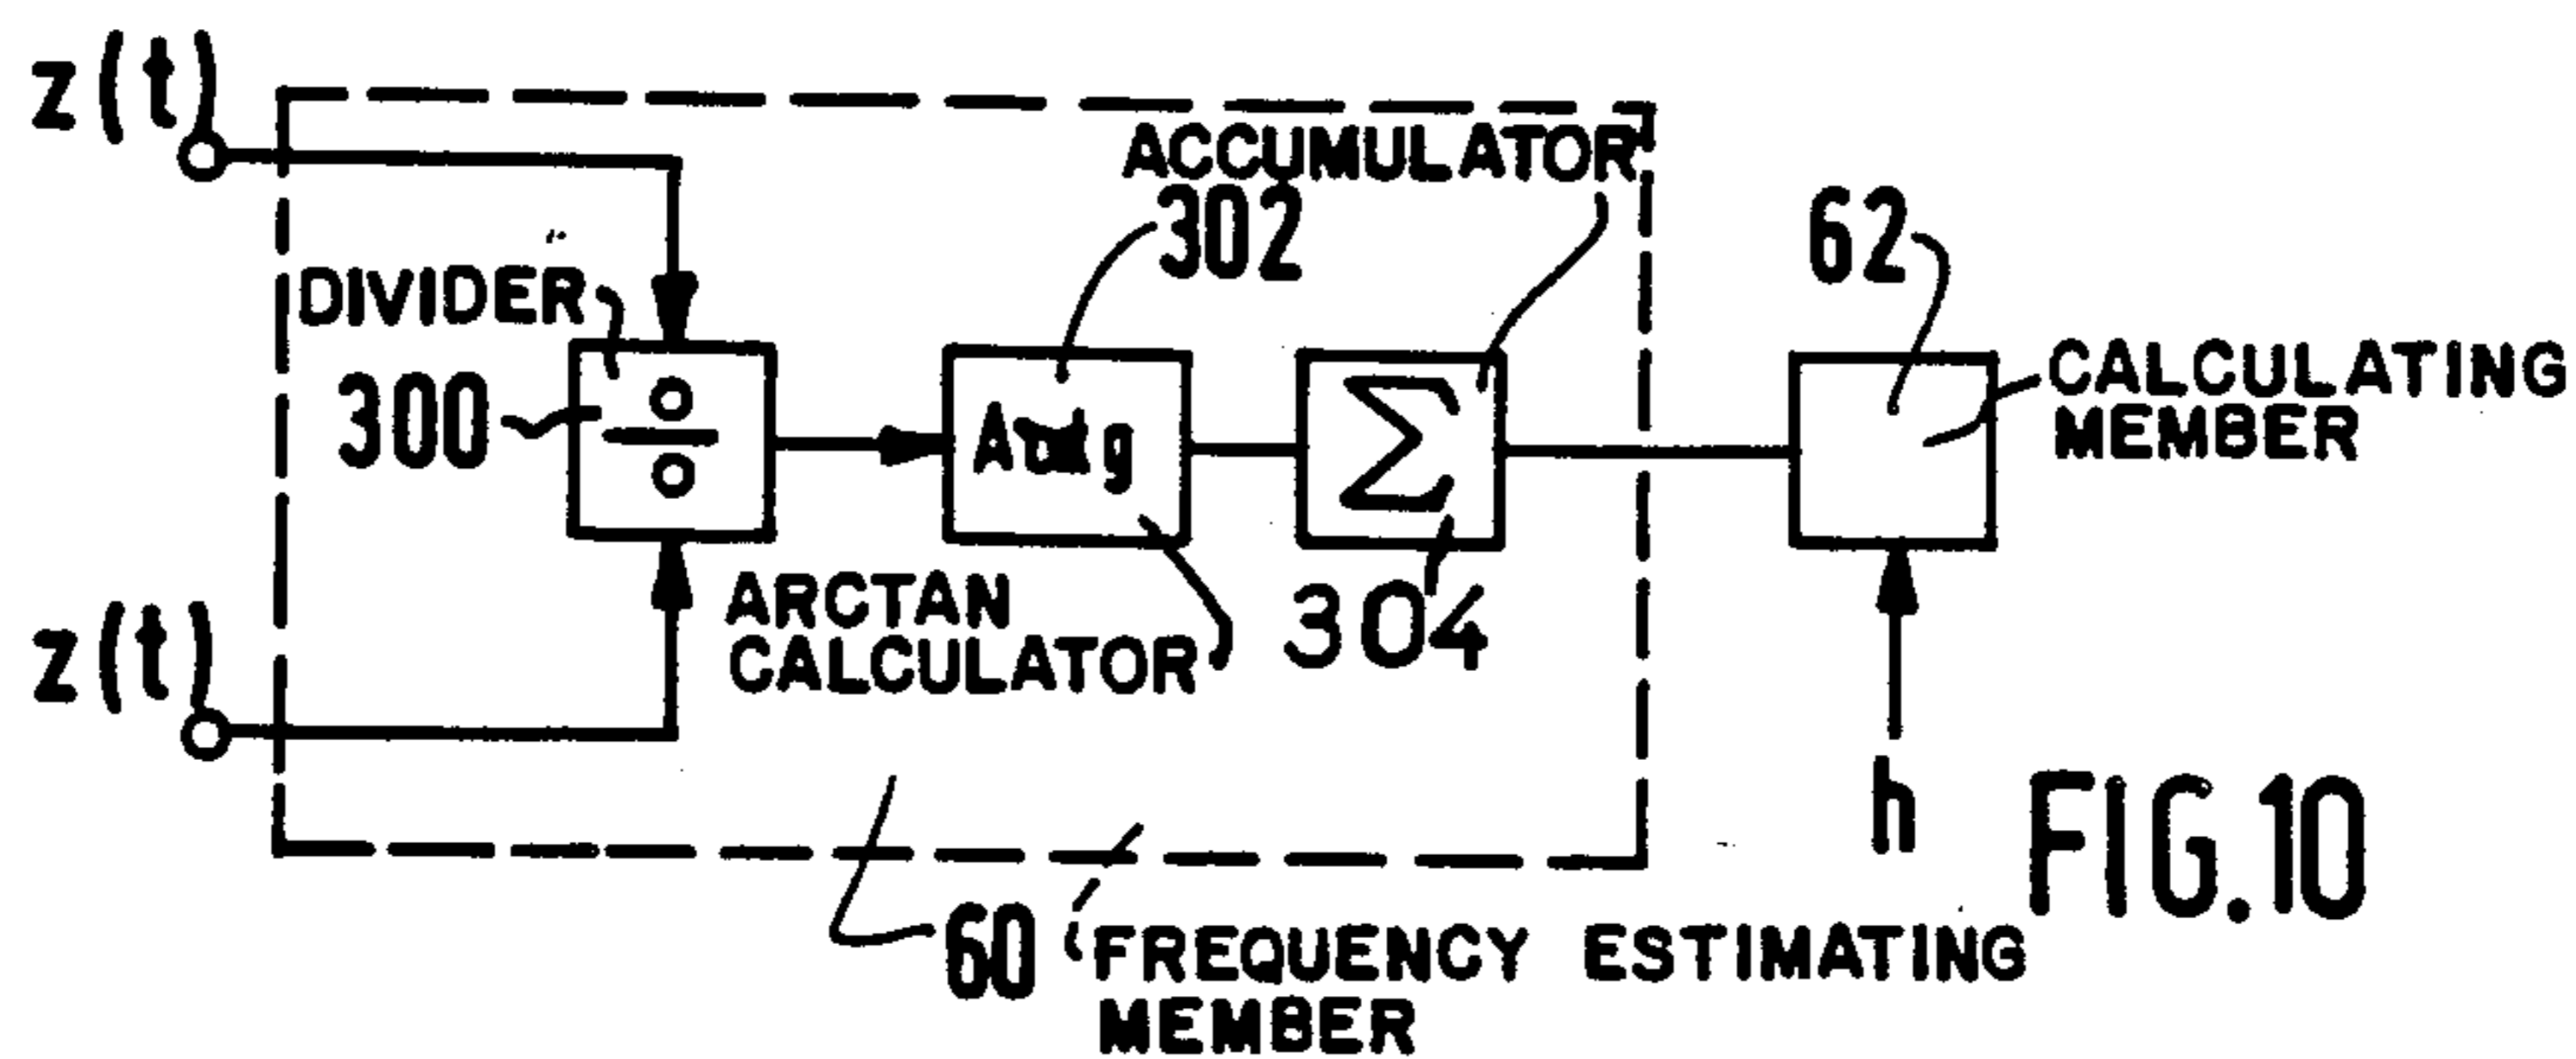 z(t)
ACCUMULATOR
302
62
DIVIDER
300
CALCULATING
MEMBER
Σ
z(t)
ARCTAN
CALCULATOR
304
h
FIG.10
60
FREQUENCY ESTIMATING
MEMBER